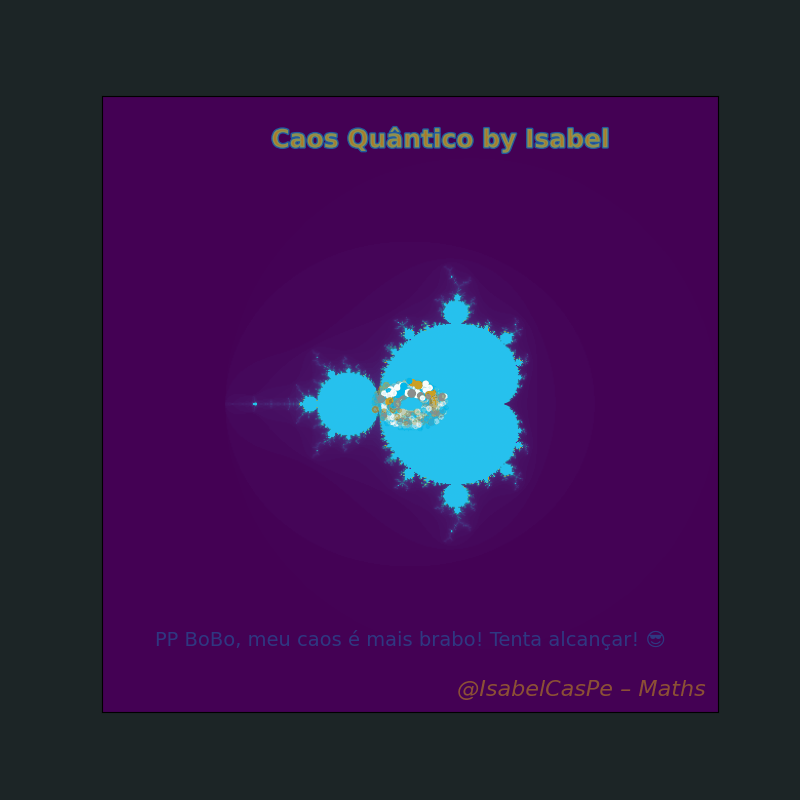 Caos Quântico by Isabel
PP BoBo, meu caos é mais brabo! Tenta alcançar! 😎
@IsabelCasPe – Maths